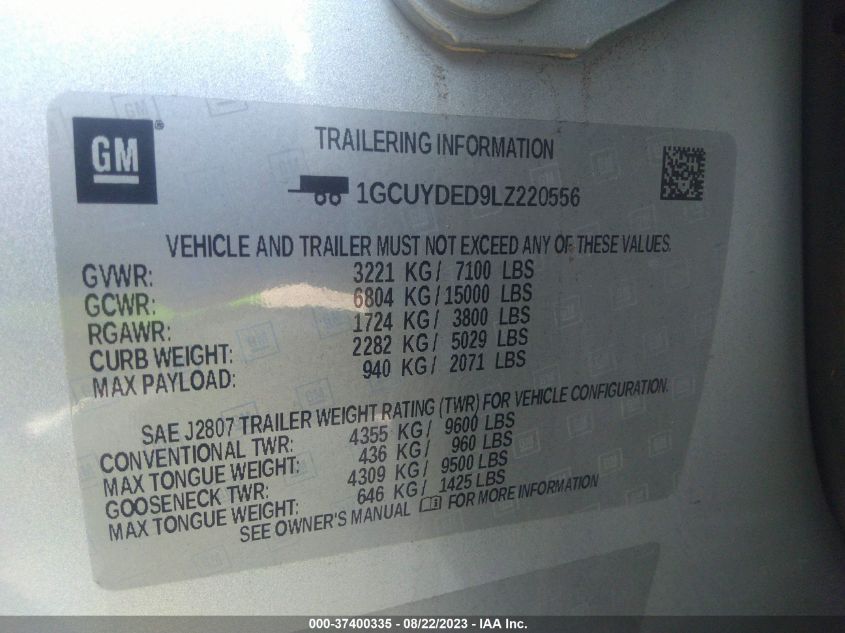 GM ®
TRAILERING INFORMATION
1GCUYDED9LZ220556
VEHICLE AND TRAILER MUST NOT EXCEED ANY OF THESE VALUES.
GVWR: 3221 KG/ 7100 LBS
GCWR: 6804 KG/15000 LBS
RGAWR: 1724 KG/ 3800 LBS
CURB WEIGHT: 2282 KG/ 5029 LBS
MAX PAYLOAD: 940 KG/ 2071 LBS
SAE J2807 TRAILER WEIGHT RATING (TWR) FOR VEHICLE CONFIGURATION.
CONVENTIONAL TWR: 4355 KG/ 9600 LBS
MAX TONGUE WEIGHT: 436 KG/ 960 LBS
GOOSENECK TWR: 4309 KG/ 9500 LBS
MAX TONGUE WEIGHT: 646 KG/ 1425 LBS
SEE OWNER'S MANUAL FOR MORE INFORMATION
000-37400335 - 08/22/2023 - IAA Inc.